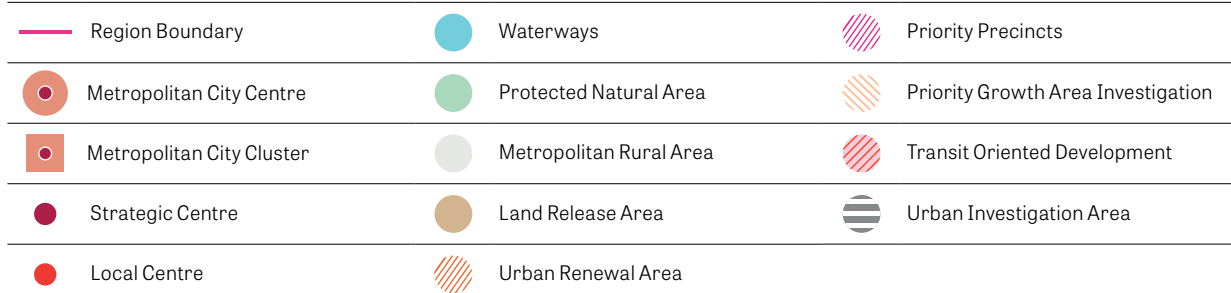 Region Boundary
Waterways
Priority Precincts
Metropolitan City Centre
Protected Natural Area
Priority Growth Area Investigation
Metropolitan City Cluster
Metropolitan Rural Area
Transit Oriented Development
Strategic Centre
Land Release Area
Urban Investigation Area
Local Centre
Urban Renewal Area